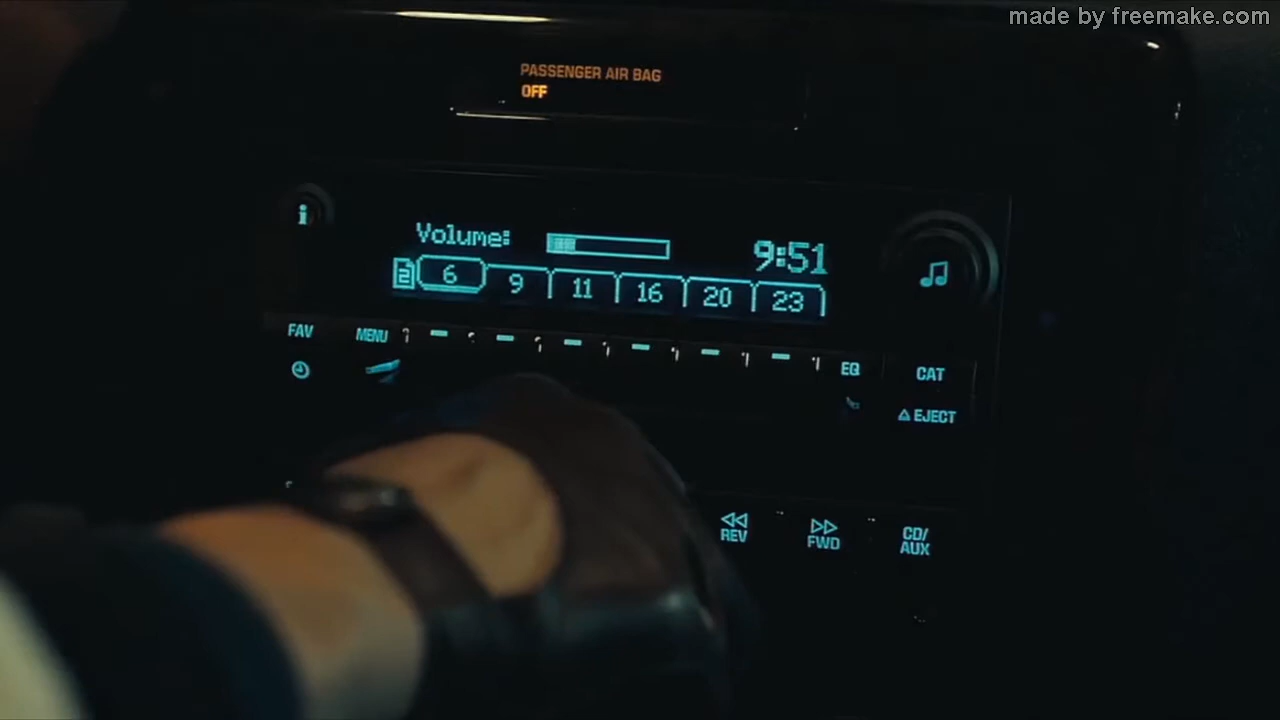 made by freemake.com
PASSENGER AIR BAG
OFF
i
Volume: 9:51
2 6 9 11 16 20 23
FAV MENU EQ CAT
EJECT
REV FWD CD/
AUX